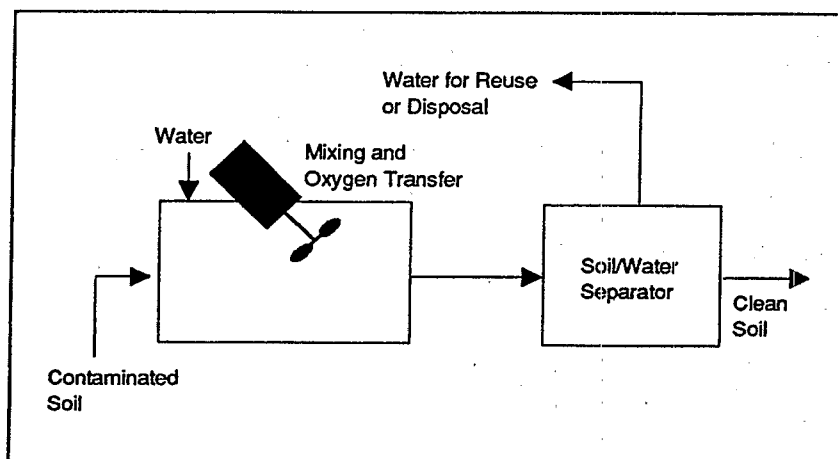 Water for Reuse
or Disposal
Water
Mixing and
Oxygen Transfer
Soil/Water
Separator
Clean
Soil
Contaminated
Soil